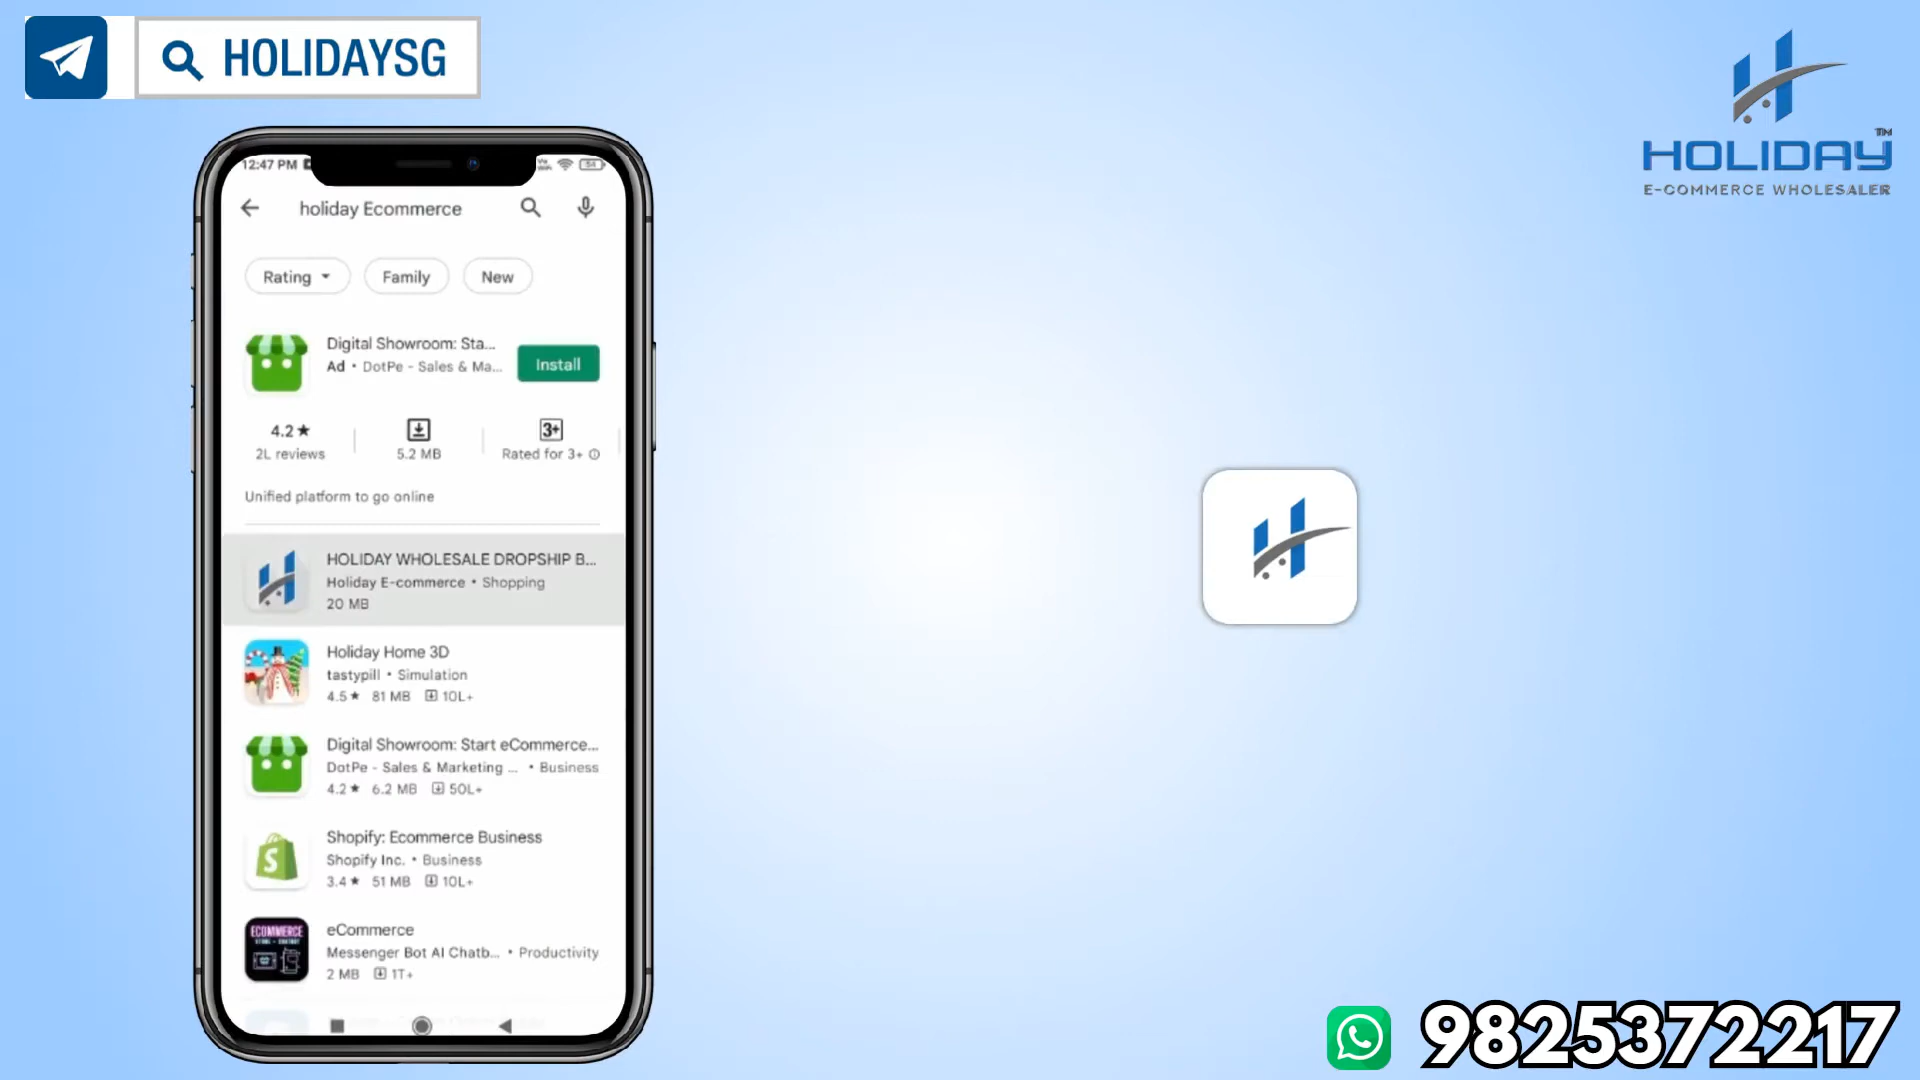 HOLIDAYSG
HOLIDAY™
E-COMMERCE WHOLESALER
12:47 PM
54
holiday Ecommerce
Rating
Family
New
Digital Showroom: Sta...
Ad • DotPe - Sales & Ma...
Install
4.2★
5.2 MB
3+
2L reviews
Rated for 3+
Unified platform to go online
HOLIDAY WHOLESALE DROPSHIP B...
Holiday E-commerce • Shopping
20 MB
Holiday Home 3D
tastypill • Simulation
4.5★ 81 MB 10L+
Digital Showroom: Start eCommerce...
DotPe - Sales & Marketing ... • Business
4.2★ 6.2 MB 50L+
Shopify: Ecommerce Business
Shopify Inc. • Business
3.4★ 51 MB 10L+
ECOMMERCE
eCommerce
Messenger Bot AI Chatb... • Productivity
2 MB 1T+
9825372217